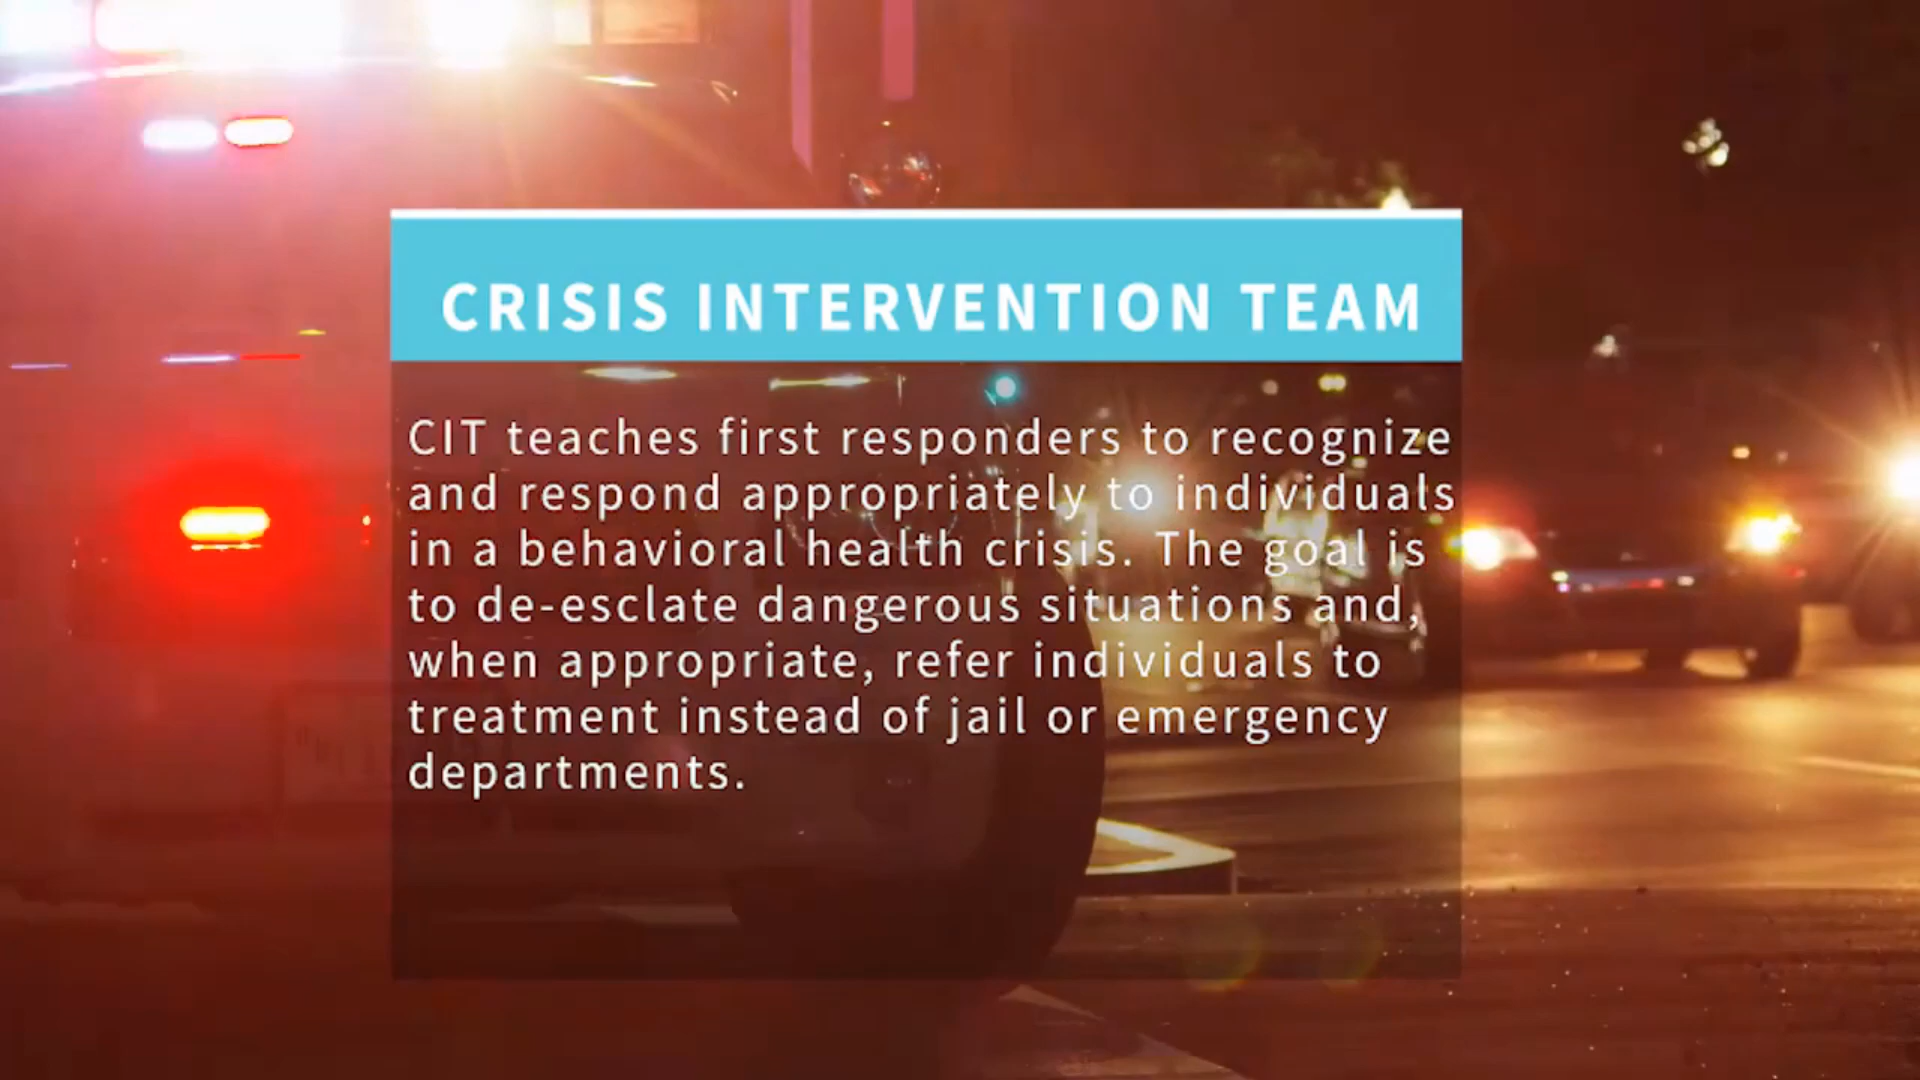 CRISIS INTERVENTION TEAM
CIT teaches first responders to recognize
and respond appropriately to individuals
in a behavioral health crisis. The goal is
to de-esclate dangerous situations and,
when appropriate, refer individuals to
treatment instead of jail or emergency
departments.